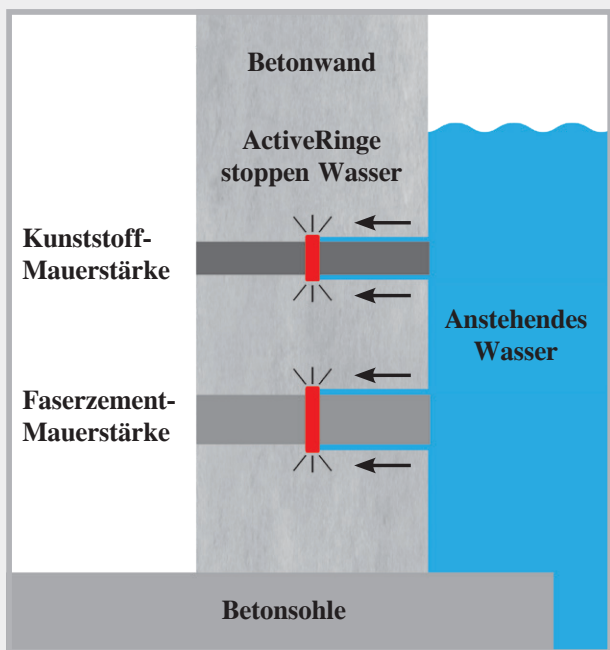 Betonwand
ActiveRinge
stoppen Wasser
Kunststoff-
Mauerstärke
Anstehendes
Wasser
Faserzement-
Mauerstärke
Betonsohle